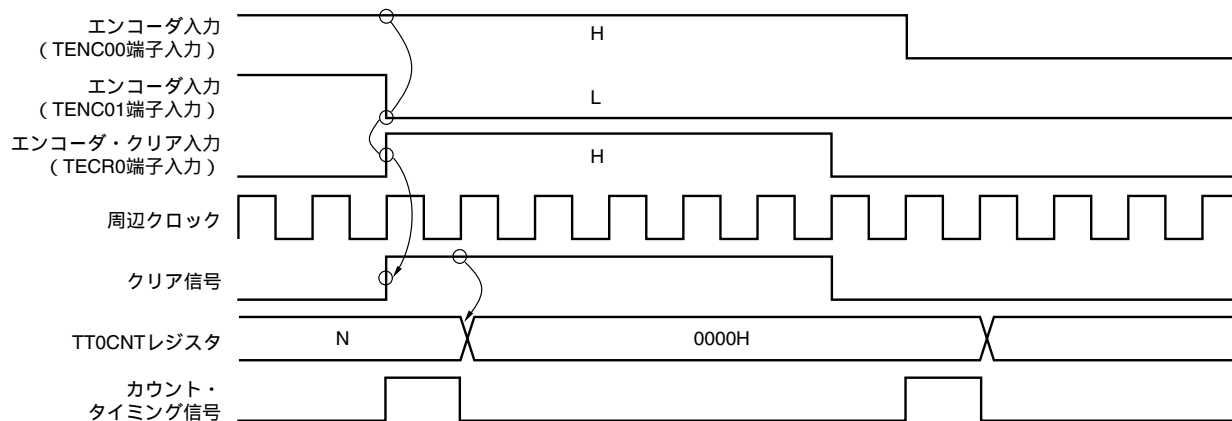 エンコーダ入力
（TENC00端子入力）
H
エンコーダ入力
（TENC01端子入力）
L
エンコーダ・クリア入力
（TECR0端子入力）
H
周辺クロック
クリア信号
TT0CNTレジスタ
N
0000H
カウント・
タイミング信号